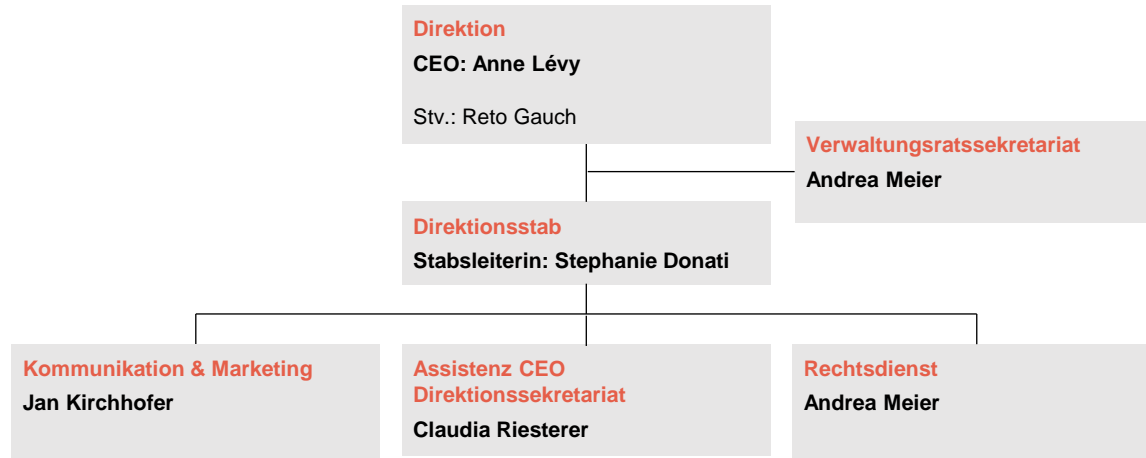 Direktion
CEO: Anne Lévy
Stv.: Reto Gauch
Verwaltungsratssekretariat
Andrea Meier
Direktionsstab
Stabsleiterin: Stephanie Donati
Kommunikation & Marketing
Jan Kirchhofer
Assistenz CEO
Direktionssekretariat
Claudia Riesterer
Rechtsdienst
Andrea Meier